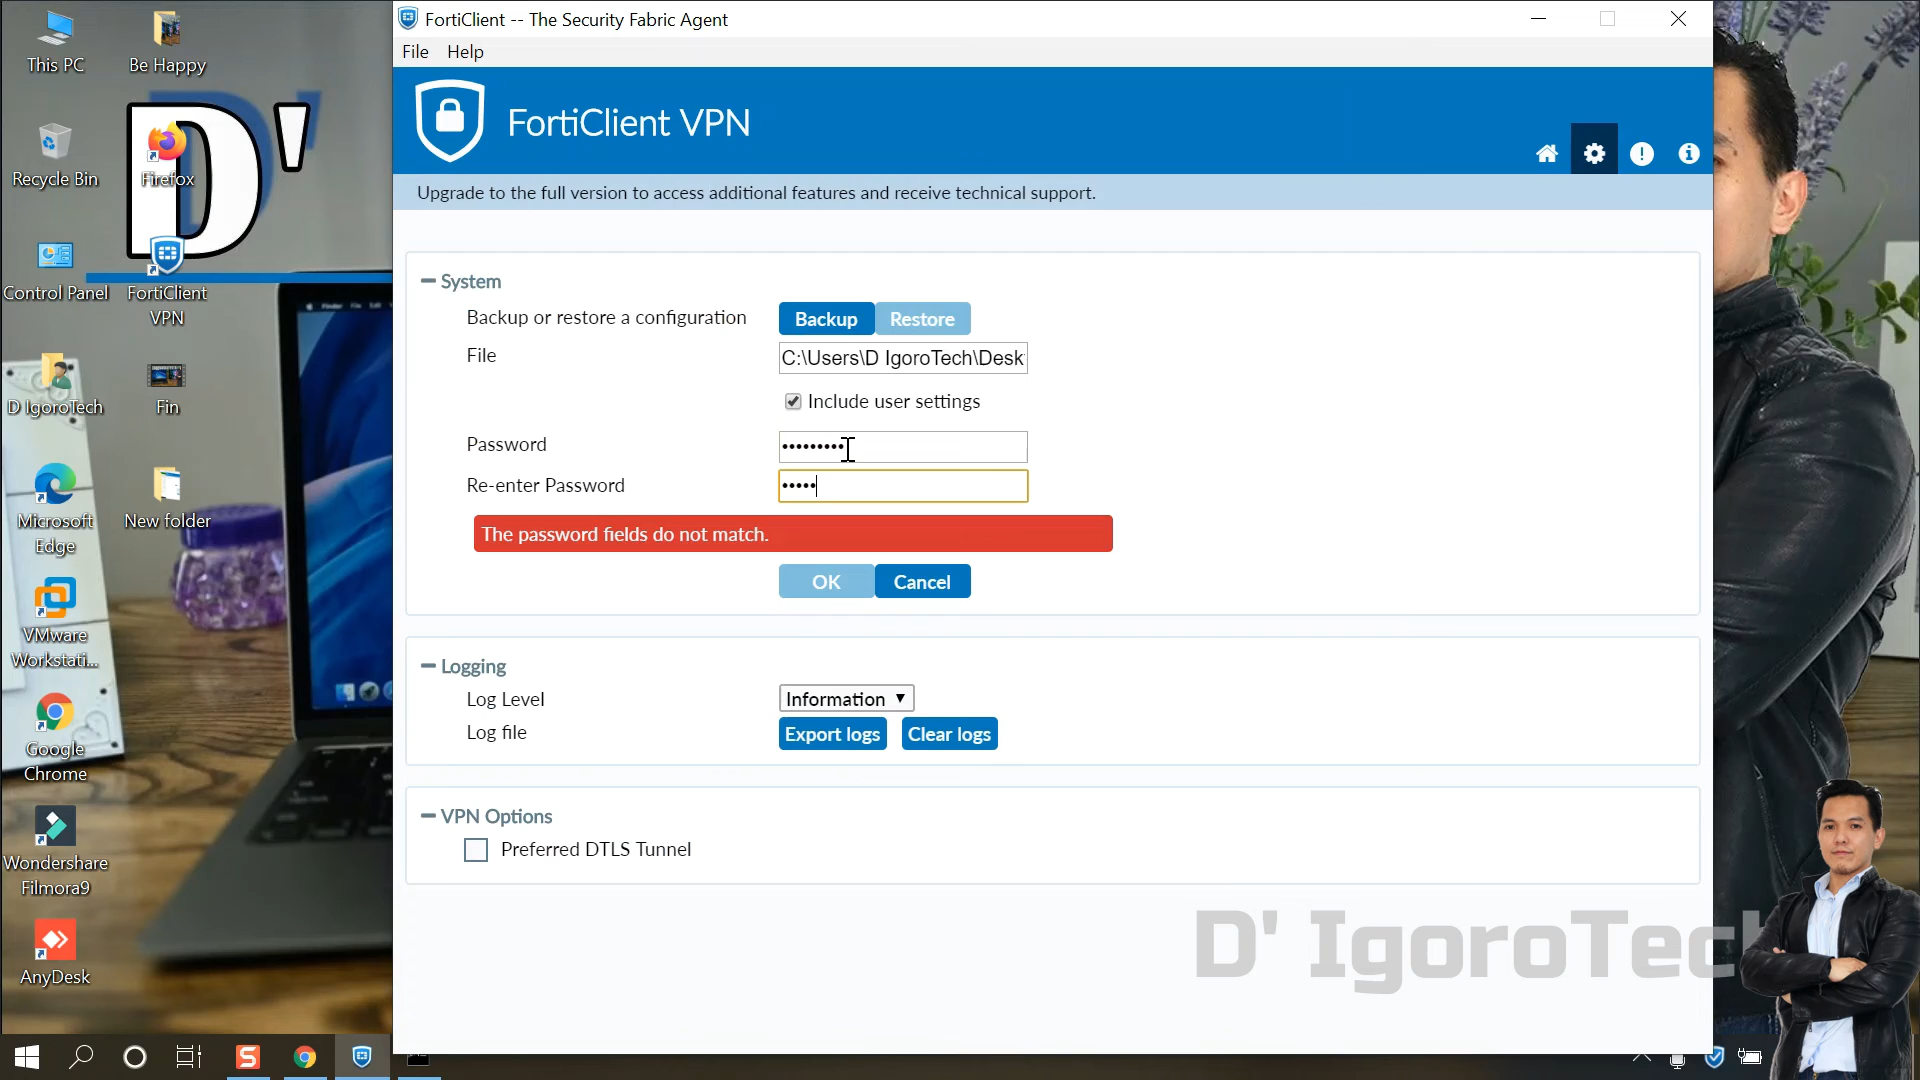 This PC
Be Happy
Recycle Bin
Firefox
Control Panel
FortiClient
VPN
D IgoroTech
Fin
Microsoft
Edge
New folder
VMware
Workstati...
Google
Chrome
Wondershare
Filmora9
AnyDesk
D'
FortiClient -- The Security Fabric Agent
File Help
FortiClient VPN
Upgrade to the full version to access additional features and receive technical support.
System
Backup or restore a configuration
Backup Restore
File
C:\Users\D IgoroTech\Desk
Include user settings
Password
•••••••••
Re-enter Password
•••••
The password fields do not match.
OK Cancel
Logging
Log Level
Information
Log file
Export logs Clear logs
VPN Options
Preferred DTLS Tunnel
D' IgoroTech